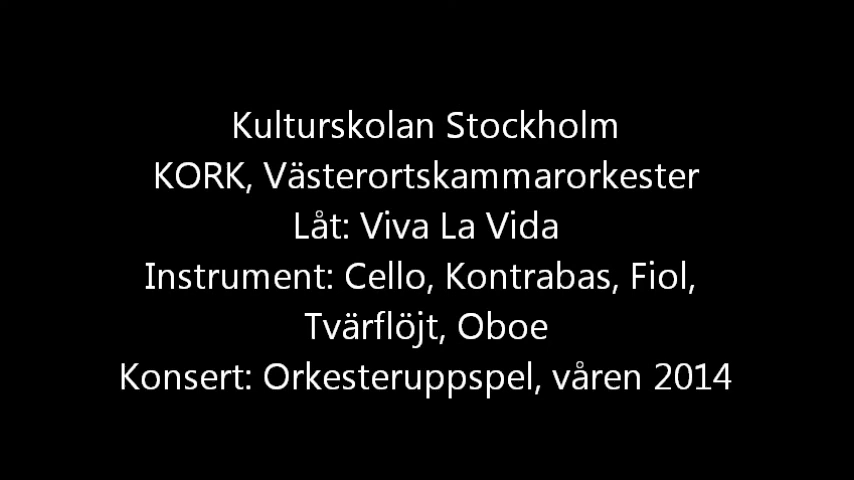 Kulturskolan Stockholm
KORK, Västerortskammarorkester
Låt: Viva La Vida
Instrument: Cello, Kontrabas, Fiol,
Tvärflöjt, Oboe
Konsert: Orkesteruppspel, våren 2014